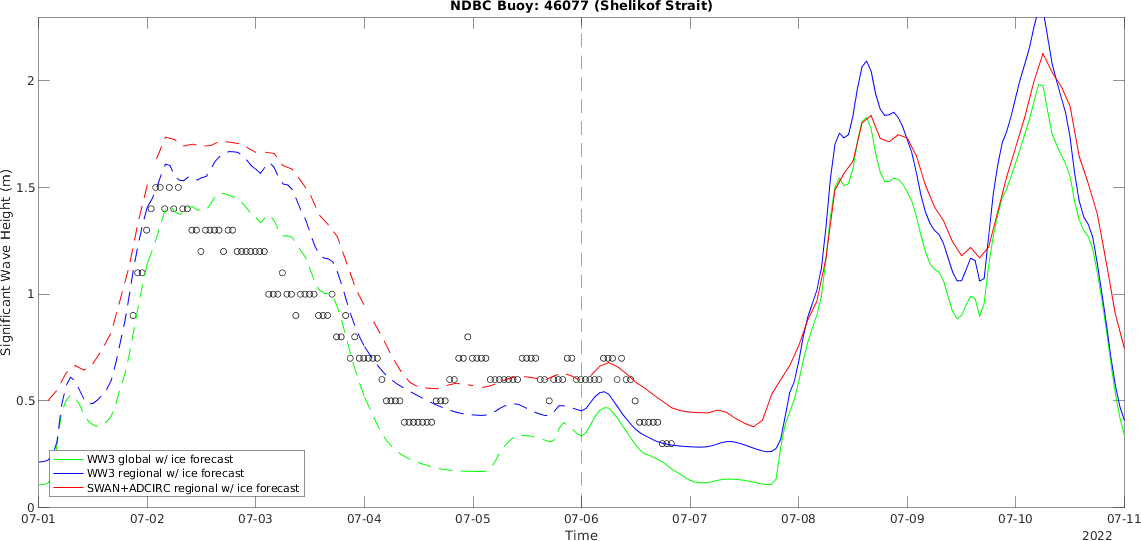 NDBC Buoy: 46077 (Shelikof Strait)
Significant Wave Height (m)
2
1.5
1
0.5
0
WW3 global w/ ice forecast
WW3 regional w/ ice forecast
SWAN+ADCIRC regional w/ ice forecast
07-01 07-02 07-03 07-04 07-05 07-06 07-07 07-08 07-09 07-10 07-11
Time
2022